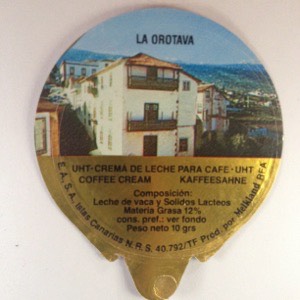 LA OROTAVA
UHT-CREMA DE LECHE PARA CAFE-UHT
COFFEE CREAM KAFFEESAHNE
Composición:
Leche de vaca y Solidos Lacteos
Materia Grasa 12%
cons. pref.: ver fondo
Peso neto 10 grs
E.A.S.A. Islas Canarias N.R.S. 40.792/TF Prod. por Melkland BFA